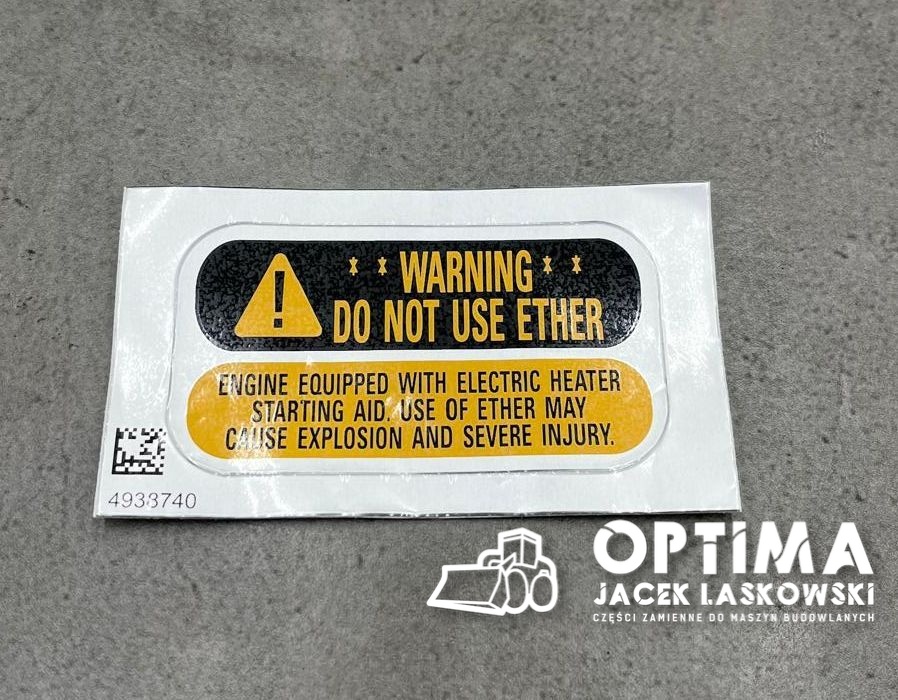 * * WARNING * *
DO NOT USE ETHER
ENGINE EQUIPPED WITH ELECTRIC HEATER
STARTING AID. USE OF ETHER MAY
CAUSE EXPLOSION AND SEVERE INJURY.
4938740
OPTIMA
JACEK LASKOWSKI
CZĘŚCI ZAMIENNE DO MASZYN BUDOWLANYCH